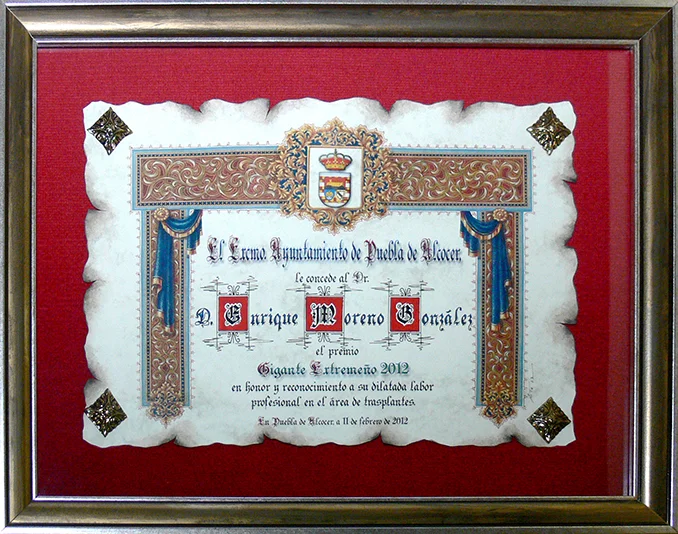 El Excmo. Ayuntamiento de Puebla de Alcocer,
le concede al Dr.
D. Enrique Moreno González
el premio
Gigante Extremeño 2012
en honor y reconocimiento a su dilatada labor
profesional en el área de trasplantes.
En Puebla de Alcocer, a 11 de febrero de 2012